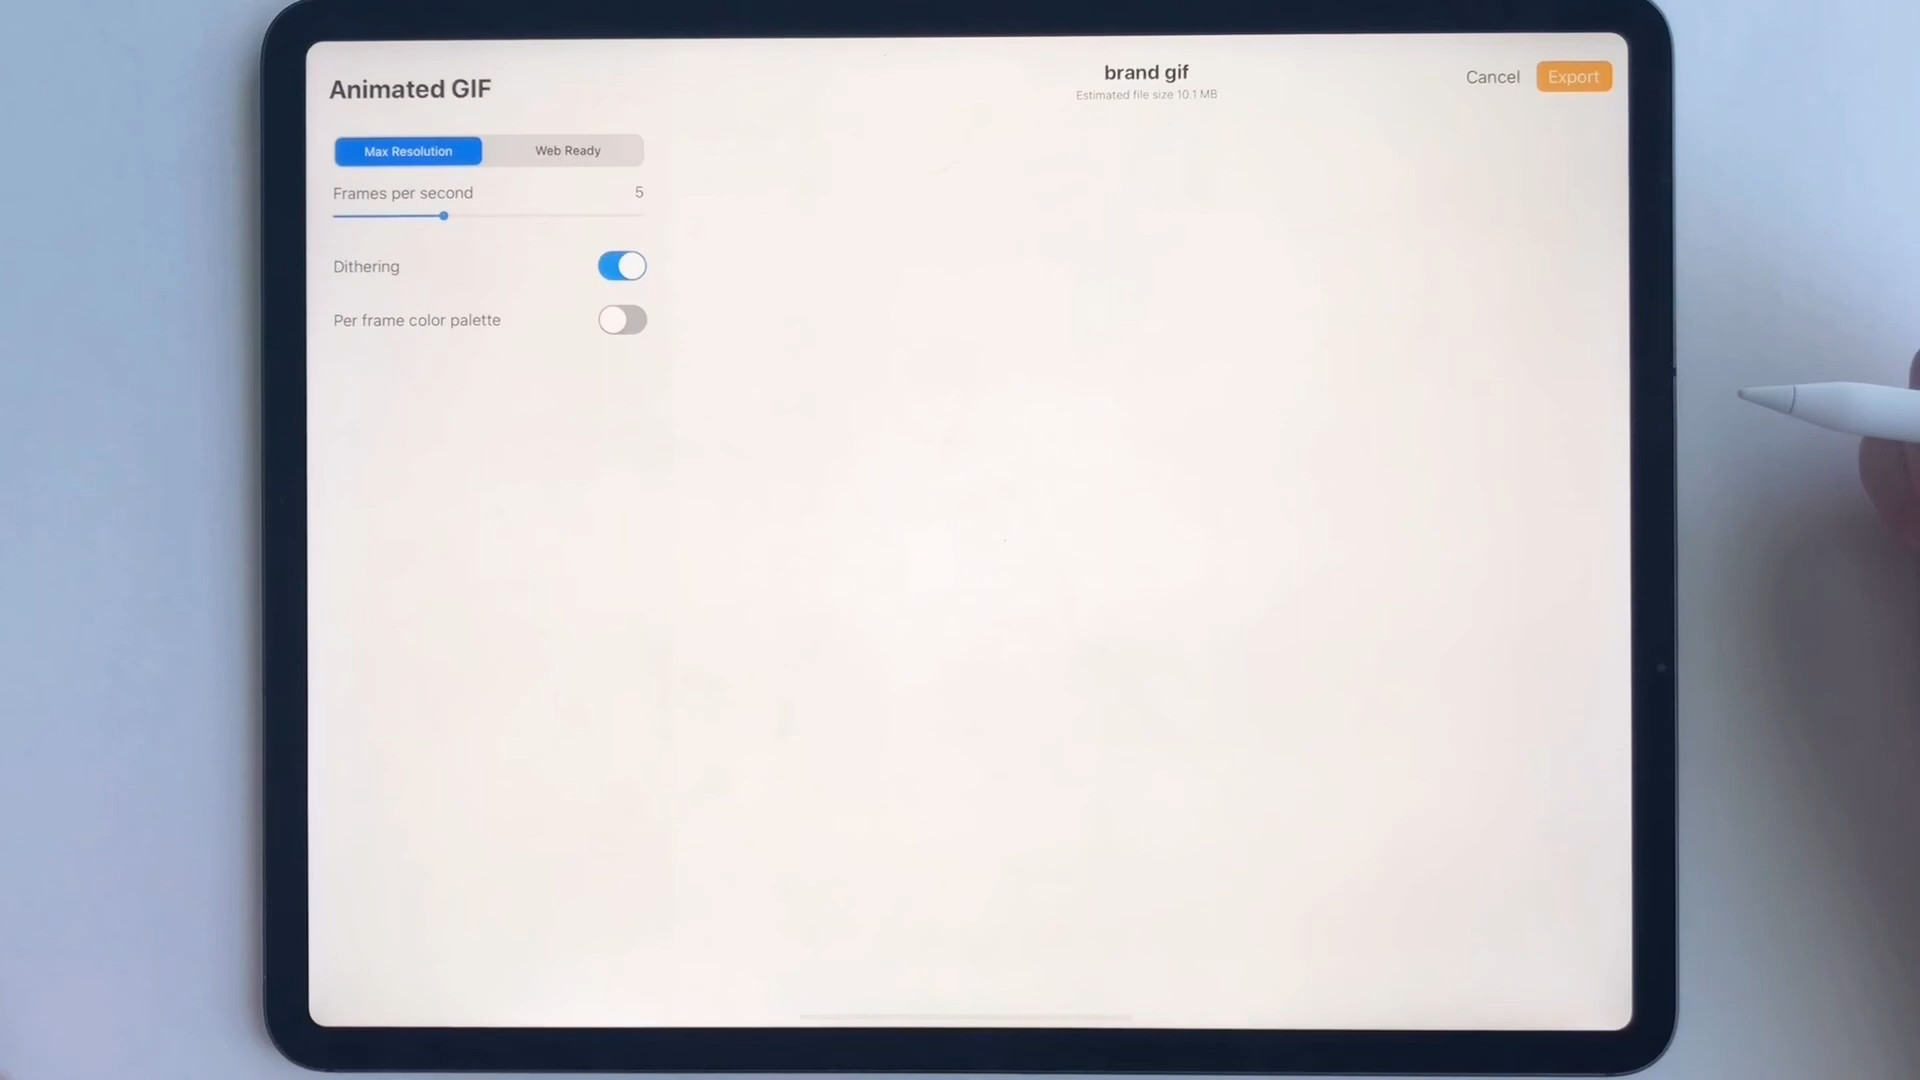 Animated GIF
brand gif
Estimated file size 10.1 MB
Cancel
Export
Max Resolution
Web Ready
Frames per second
5
Dithering
Per frame color palette